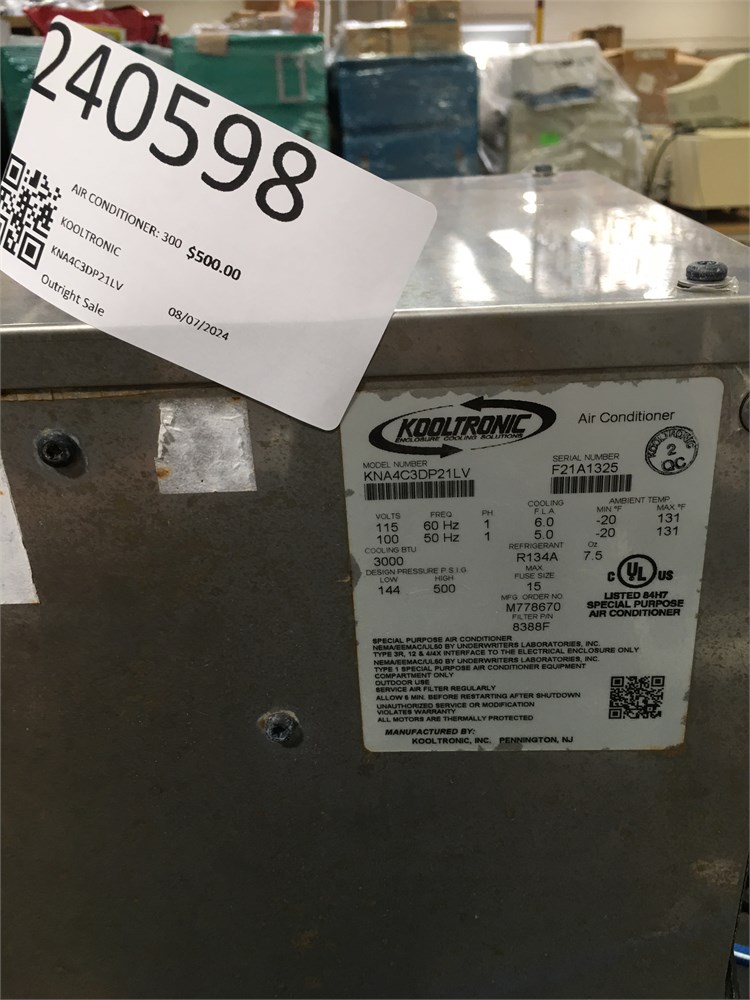 240598
AIR CONDITIONER: 300 $500.00
KOOLTRONIC
KNA4C3DP21LV
Outright Sale
08/07/2024
KOOLTRONIC
ENCLOSURE COOLING SOLUTIONS
Air Conditioner
KOOLTRONIC
2
QC
MODEL NUMBER
KNA4C3DP21LV
SERIAL NUMBER
F21A1325
VOLTS FREQ PH COOLING F.L.A. AMBIENT TEMP MIN °F MAX °F
115 60 Hz 1 6.0 -20 131
100 50 Hz 1 5.0 -20 131
COOLING BTU
3000
REFRIGERANT Oz
R134A 7.5
DESIGN PRESSURE P.S.I.G.
LOW HIGH
144 500
MAX.
FUSE SIZE
15
MFG. ORDER NO.
M778670
FILTER P/N
8388F
C UL US
LISTED 84H7
SPECIAL PURPOSE
AIR CONDITIONER
SPECIAL PURPOSE AIR CONDITIONER
NEMA/EEMAC/UL50 BY UNDERWRITERS LABORATORIES, INC.
TYPE 3R, 12 & 4/4X INTERFACE TO THE ELECTRICAL ENCLOSURE ONLY
NEMA/EEMAC/UL50 BY UNDERWRITERS LABORATORIES, INC.
TYPE 1 SPECIAL PURPOSE AIR CONDITIONER EQUIPMENT
COMPARTMENT ONLY
OUTDOOR USE
SERVICE AIR FILTER REGULARLY
ALLOW 5 MIN. BEFORE RESTARTING AFTER SHUTDOWN
UNAUTHORIZED SERVICE OR MODIFICATION
VIOLATES WARRANTY
ALL MOTORS ARE THERMALLY PROTECTED
MANUFACTURED BY:
KOOLTRONIC, INC. PENNINGTON, NJ